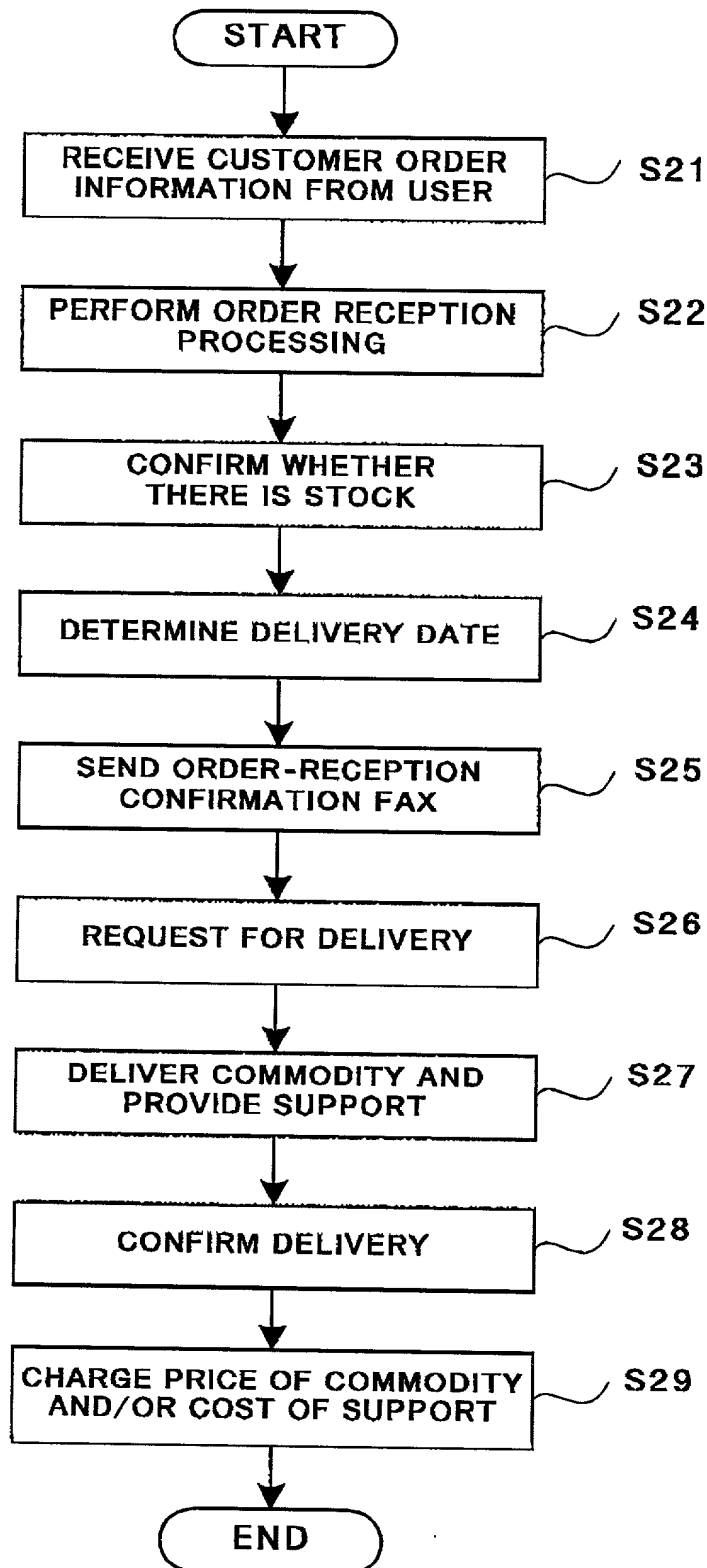 START
RECEIVE CUSTOMER ORDER
INFORMATION FROM USER
S21
PERFORM ORDER RECEPTION
PROCESSING
S22
CONFIRM WHETHER
THERE IS STOCK
S23
DETERMINE DELIVERY DATE
S24
SEND ORDER-RECEPTION
CONFIRMATION FAX
S25
REQUEST FOR DELIVERY
S26
DELIVER COMMODITY AND
PROVIDE SUPPORT
S27
CONFIRM DELIVERY
S28
CHARGE PRICE OF COMMODITY
AND/OR COST OF SUPPORT
S29
END